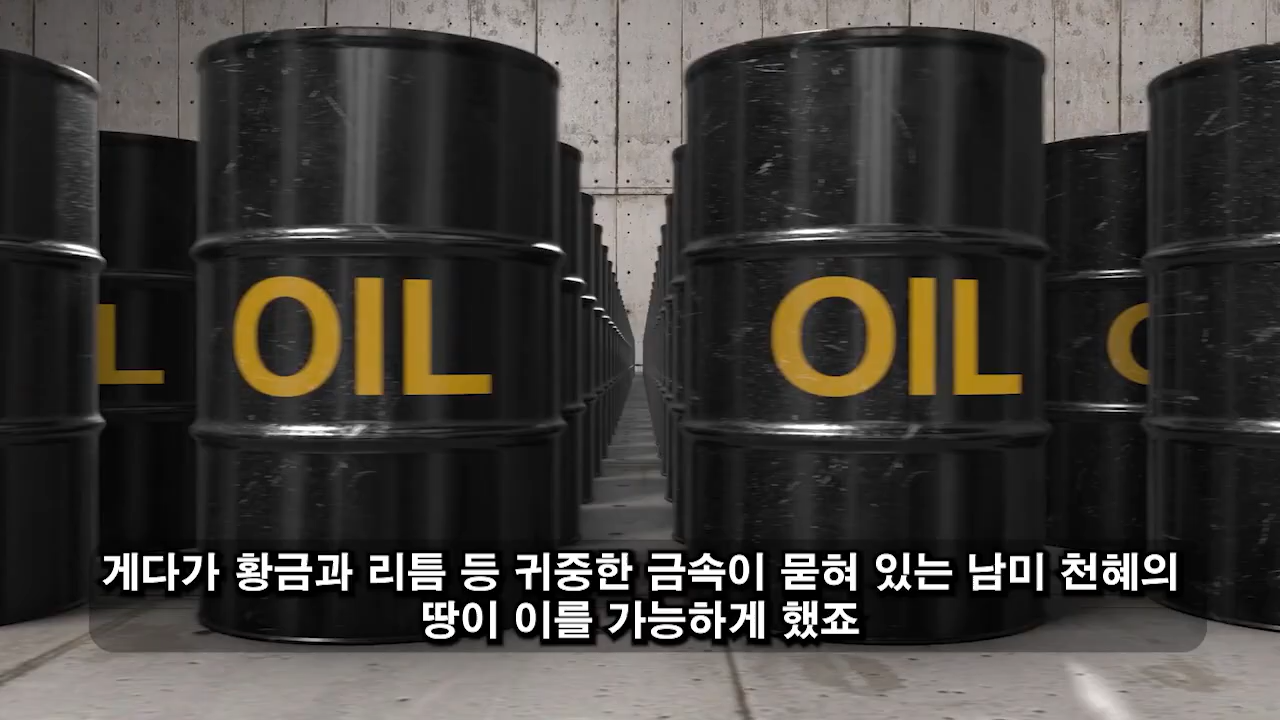 L OIL OIL O
게다가 황금과 리튬 등 귀중한 금속이 묻혀 있는 남미 천혜의
땅이 이를 가능하게 했죠